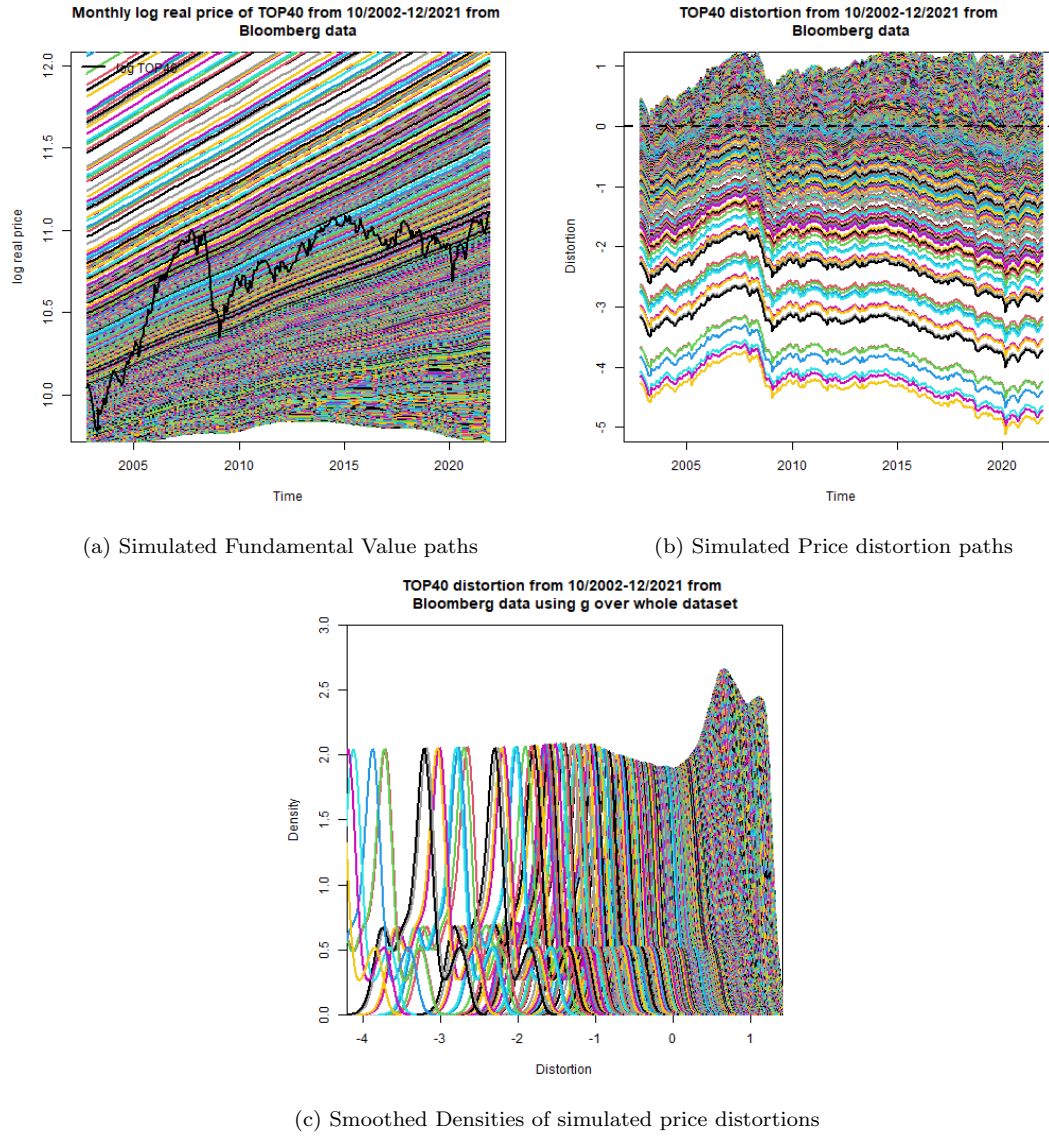 Monthly log real price of TOP40 from 10/2002-12/2021 from
Bloomberg data
log TOP40
12.0
11.5
11.0
10.5
10.0
log real price
2005
2010
2015
2020
Time
(a) Simulated Fundamental Value paths
TOP40 distortion from 10/2002-12/2021 from
Bloomberg data
1
0
-1
-2
-3
-4
-5
Distortion
2005
2010
2015
2020
Time
(b) Simulated Price distortion paths
TOP40 distortion from 10/2002-12/2021 from
Bloomberg data using g over whole dataset
3.0
2.5
2.0
1.5
1.0
0.5
0.0
Density
-4
-3
-2
-1
0
1
Distortion
(c) Smoothed Densities of simulated price distortions